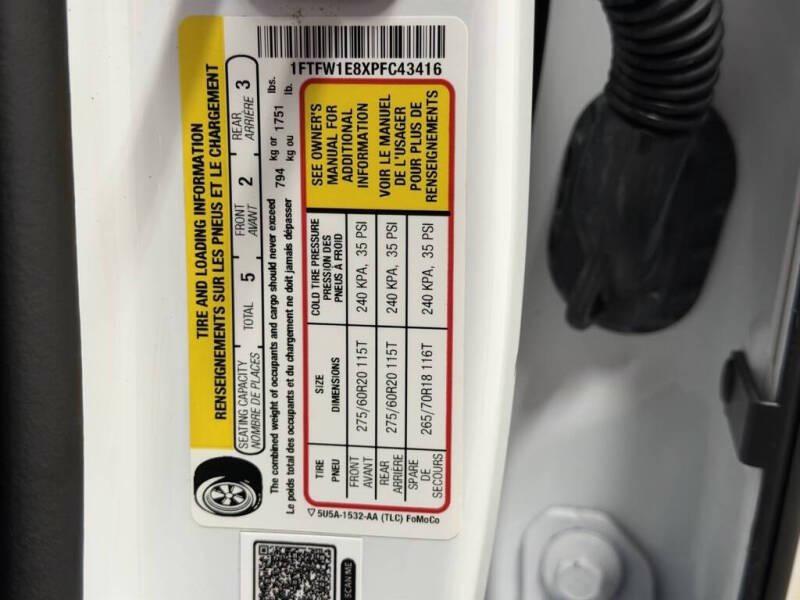 1FTFW1E8XPFC43416
TIRE AND LOADING INFORMATION
RENSEIGNEMENTS SUR LES PNEUS ET LE CHARGEMENT
SEATING CAPACITY TOTAL 5 FRONT 2 REAR 3
NOMBRE DE PLACES AVANT ARRIÈRE
The combined weight of occupants and cargo should never exceed 794 kg or 1751 lbs.
Le poids total des occupants et du chargement ne doit jamais dépasser kg ou lb.
TIRE SIZE COLD TIRE PRESSURE
PNEU DIMENSIONS PRESSION DES
PNEUS À FROID
FRONT 275/60R20 115T 240 KPA, 35 PSI
AVANT
REAR 275/60R20 115T 240 KPA, 35 PSI
ARRIERE
SPARE 265/70R18 116T 240 KPA, 35 PSI
DE
SECOURS
SEE OWNER'S
MANUAL FOR
ADDITIONAL
INFORMATION
VOIR LE MANUEL
DE L'USAGER
POUR PLUS DE
RENSEIGNEMENTS
5U5A-1532-AA (TLC) FoMoCo
SCAN ME